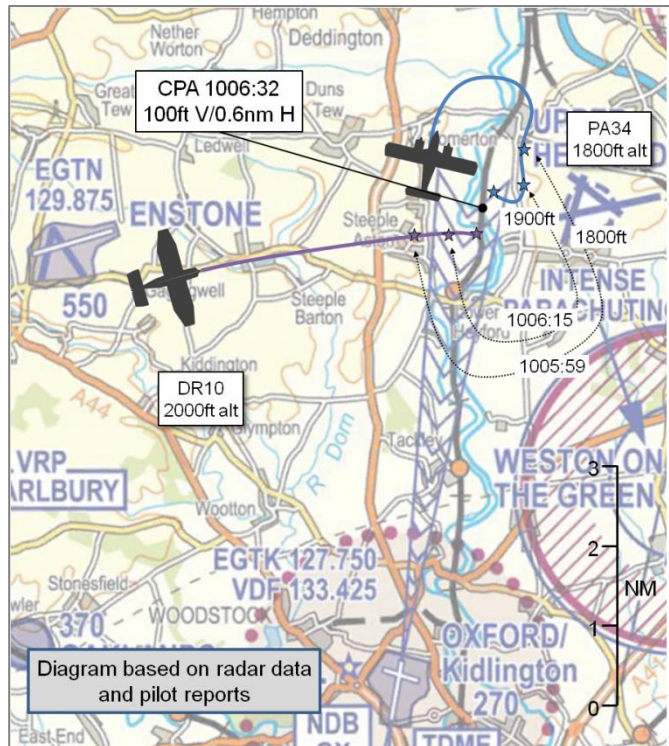 Hempton
Nether
Worton
Deddington
CPA 1006:32
100ft V/0.6nm H
Great
Tew
Duns
Tew
Ledwell
PA34
1800ft alt
EGTN
129.875
ENSTONE
Steeple
1900ft
1800ft
INTENSE
550
Steeple
Barton
1006:15
Kiddington
1005:59
DR10
2000ft alt
A44
Glympton
R Dorn
Tackley
VRP
WESTON ON
THE GREEN
3
Wootton
2
NM
EGTK 127.750
VDF 133.425
Stonesfield
WOODSTOCK
1
370
OXFORD/
Kidlington
270
Diagram based on radar data
and pilot reports
0
East End
NDB
TDME